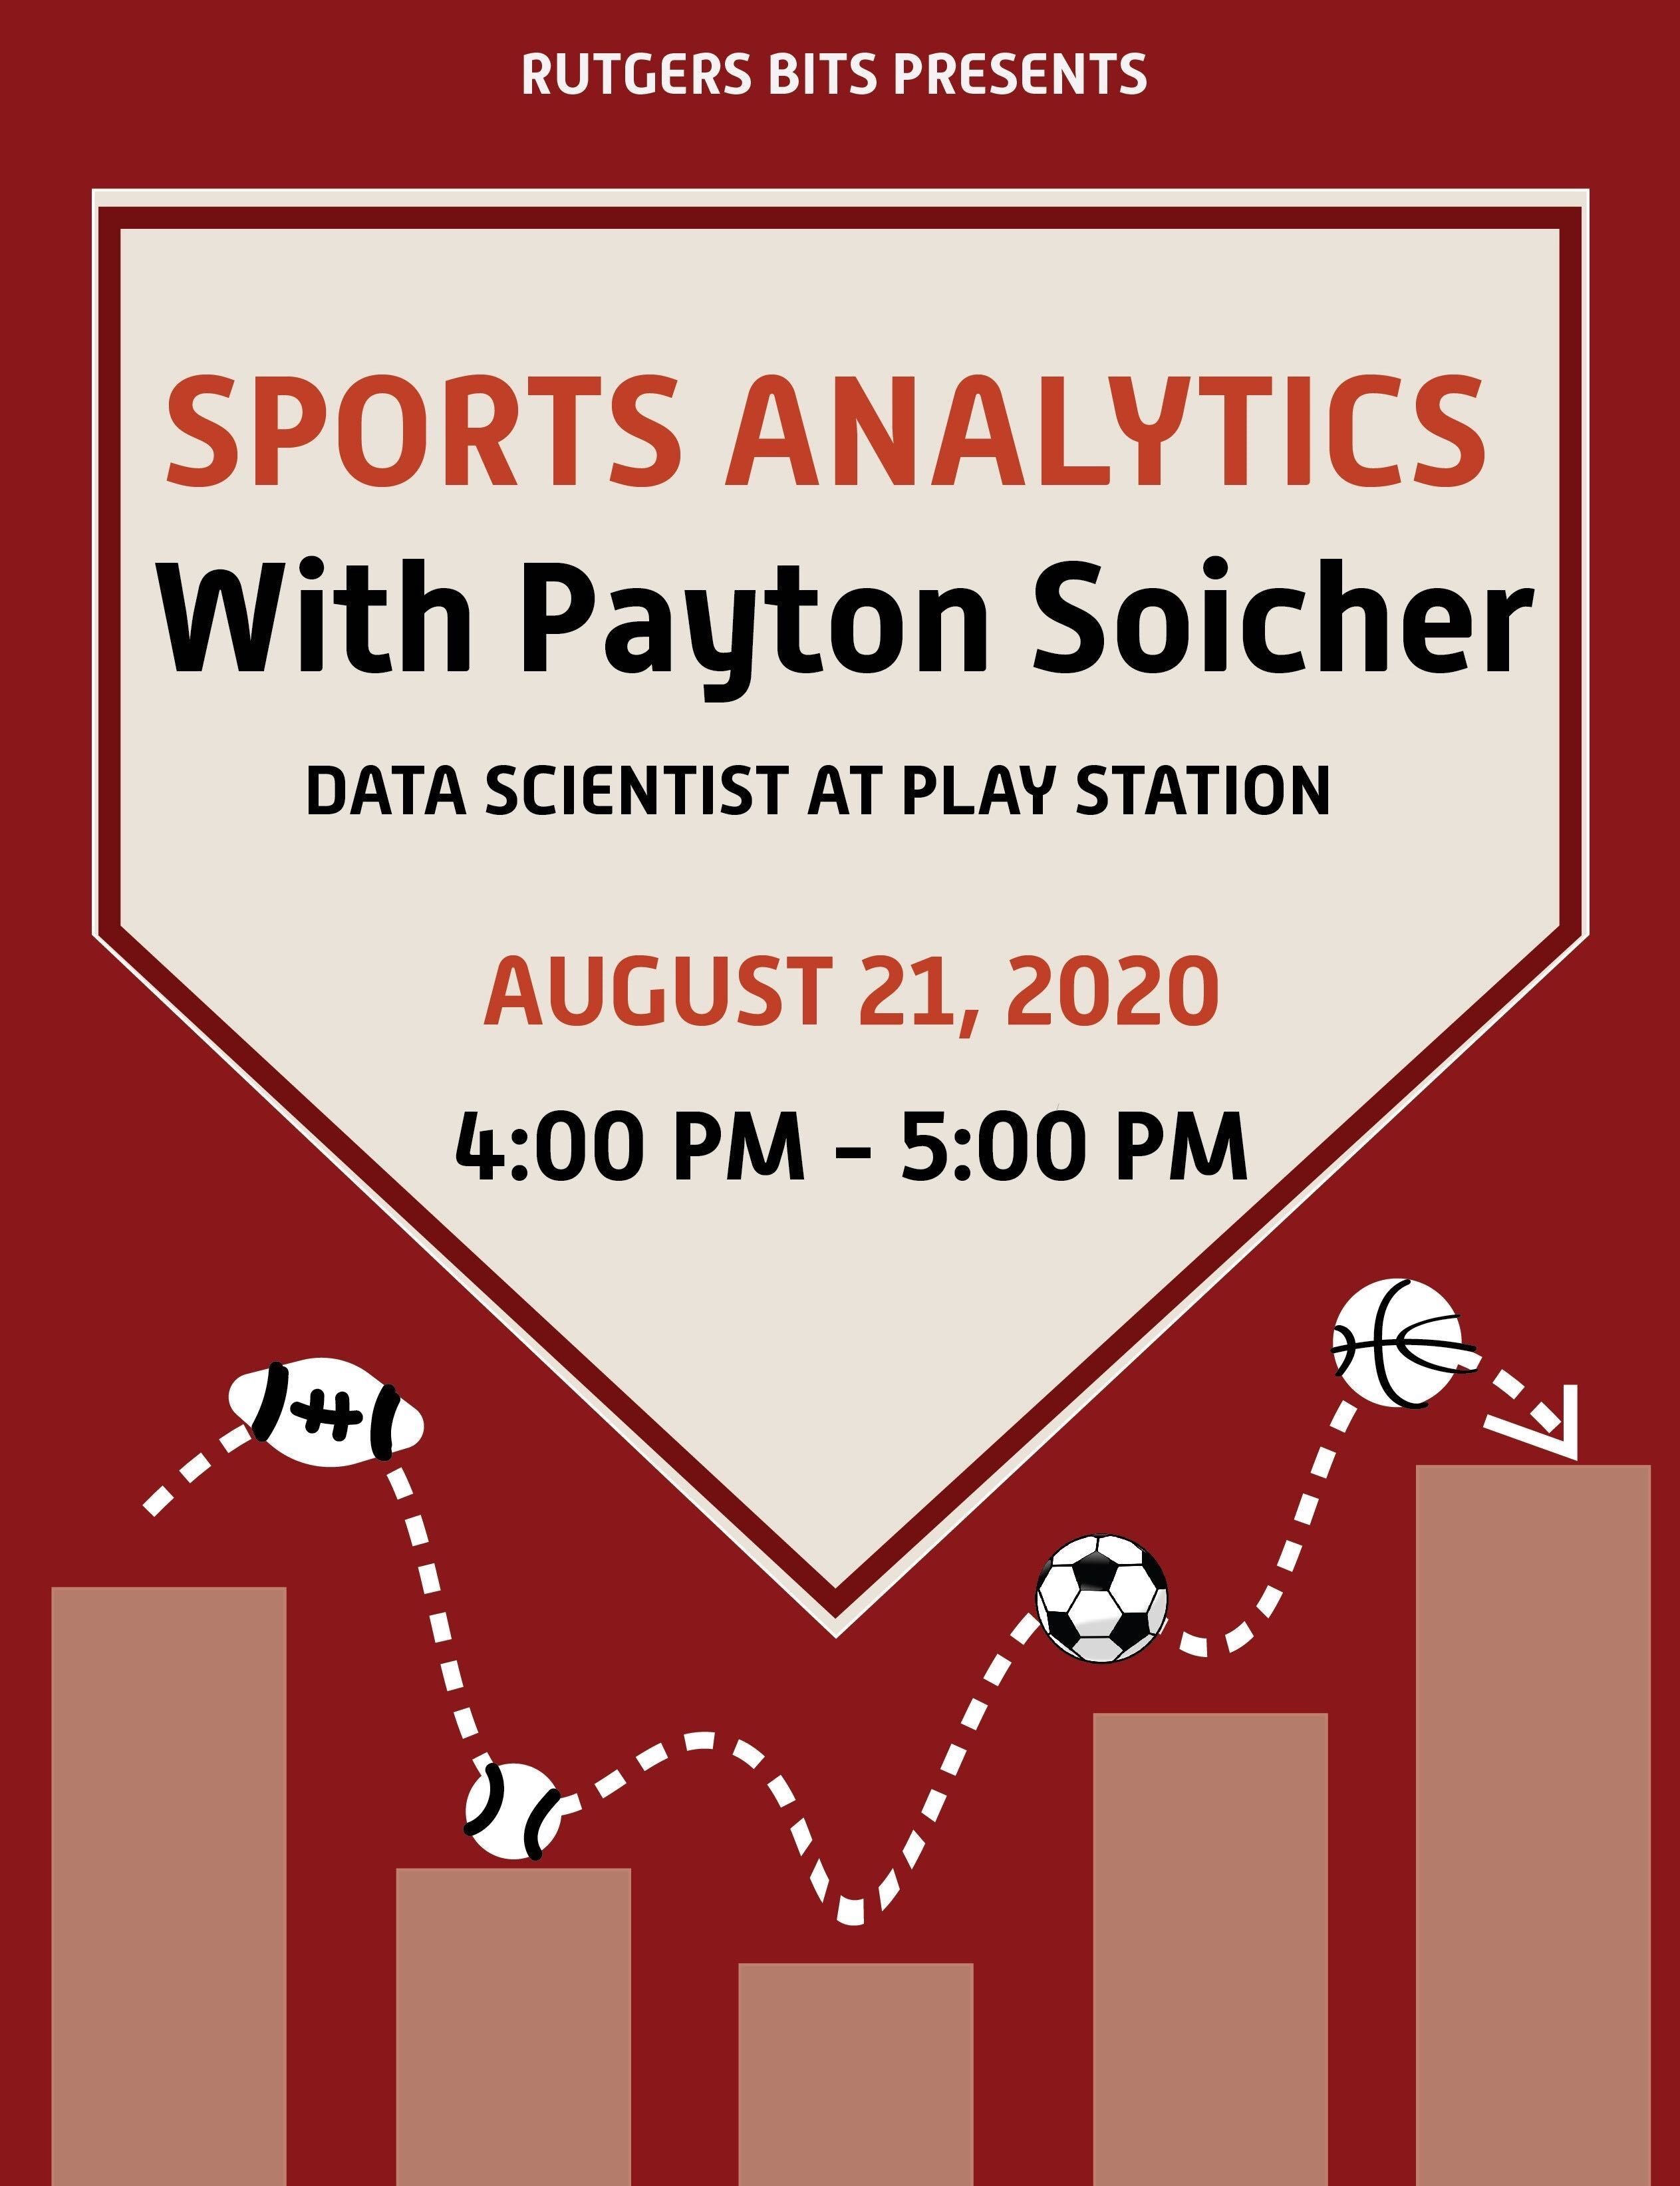 RUTGERS BITS PRESENTS
SPORTS ANALYTICS
With Payton Soicher
DATA SCIENTIST AT PLAY STATION
AUGUST 21, 2020
4:00 PM – 5:00 PM